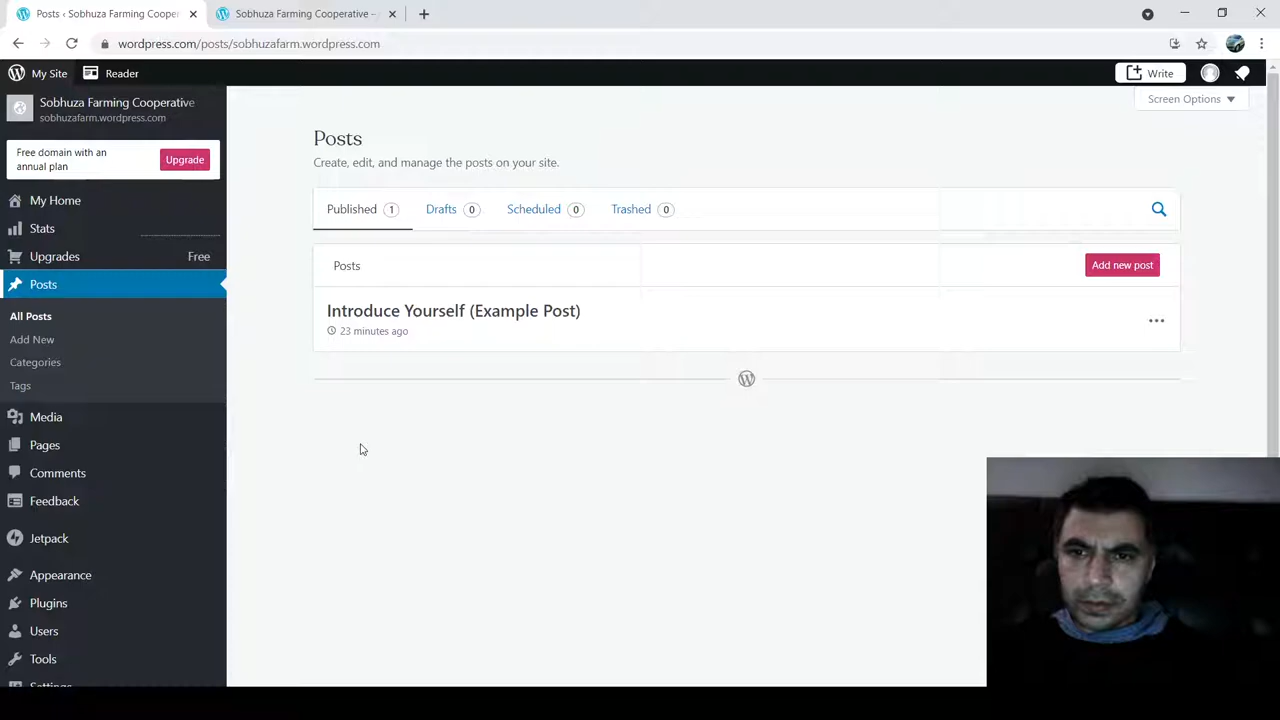 Posts ‹ Sobhuza Farming Cooperat
Sobhuza Farming Cooperative –
wordpress.com/posts/sobhuzafarm.wordpress.com
My Site
Reader
Write
Sobhuza Farming Cooperative
sobhuzafarm.wordpress.com
Screen Options
Free domain with an
annual plan
Upgrade
My Home
Stats
Upgrades
Free
Posts
All Posts
Add New
Categories
Tags
Media
Pages
Comments
Feedback
Jetpack
Appearance
Plugins
Users
Tools
Settings
Posts
Create, edit, and manage the posts on your site.
Published 1
Drafts 0
Scheduled 0
Trashed 0
Posts
Add new post
Introduce Yourself (Example Post)
23 minutes ago